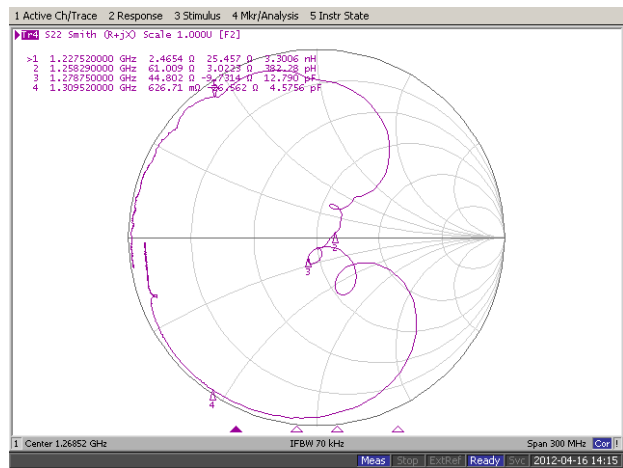 1 Active Ch/Trace 2 Response 3 Stimulus 4 Mkr/Analysis 5 Instr State
Tr4 S22 Smith (R+jX) Scale 1.000U [F2]
>1 1.227520000 GHz 2.4654 Ω 25.457 Ω 3.3006 nH
2 1.258290000 GHz 61.009 Ω 3.0223 Ω 382.28 pH
3 1.278750000 GHz 44.802 Ω -9.7314 Ω 12.790 pF
4 1.309520000 GHz 626.71 mΩ -26.562 Ω 4.5756 pF
2
3
4
1 Center 1.26852 GHz IFBW 70 kHz Span 300 MHz Cor !
Meas Stop ExtRef Ready Svc 2012-04-16 14:15